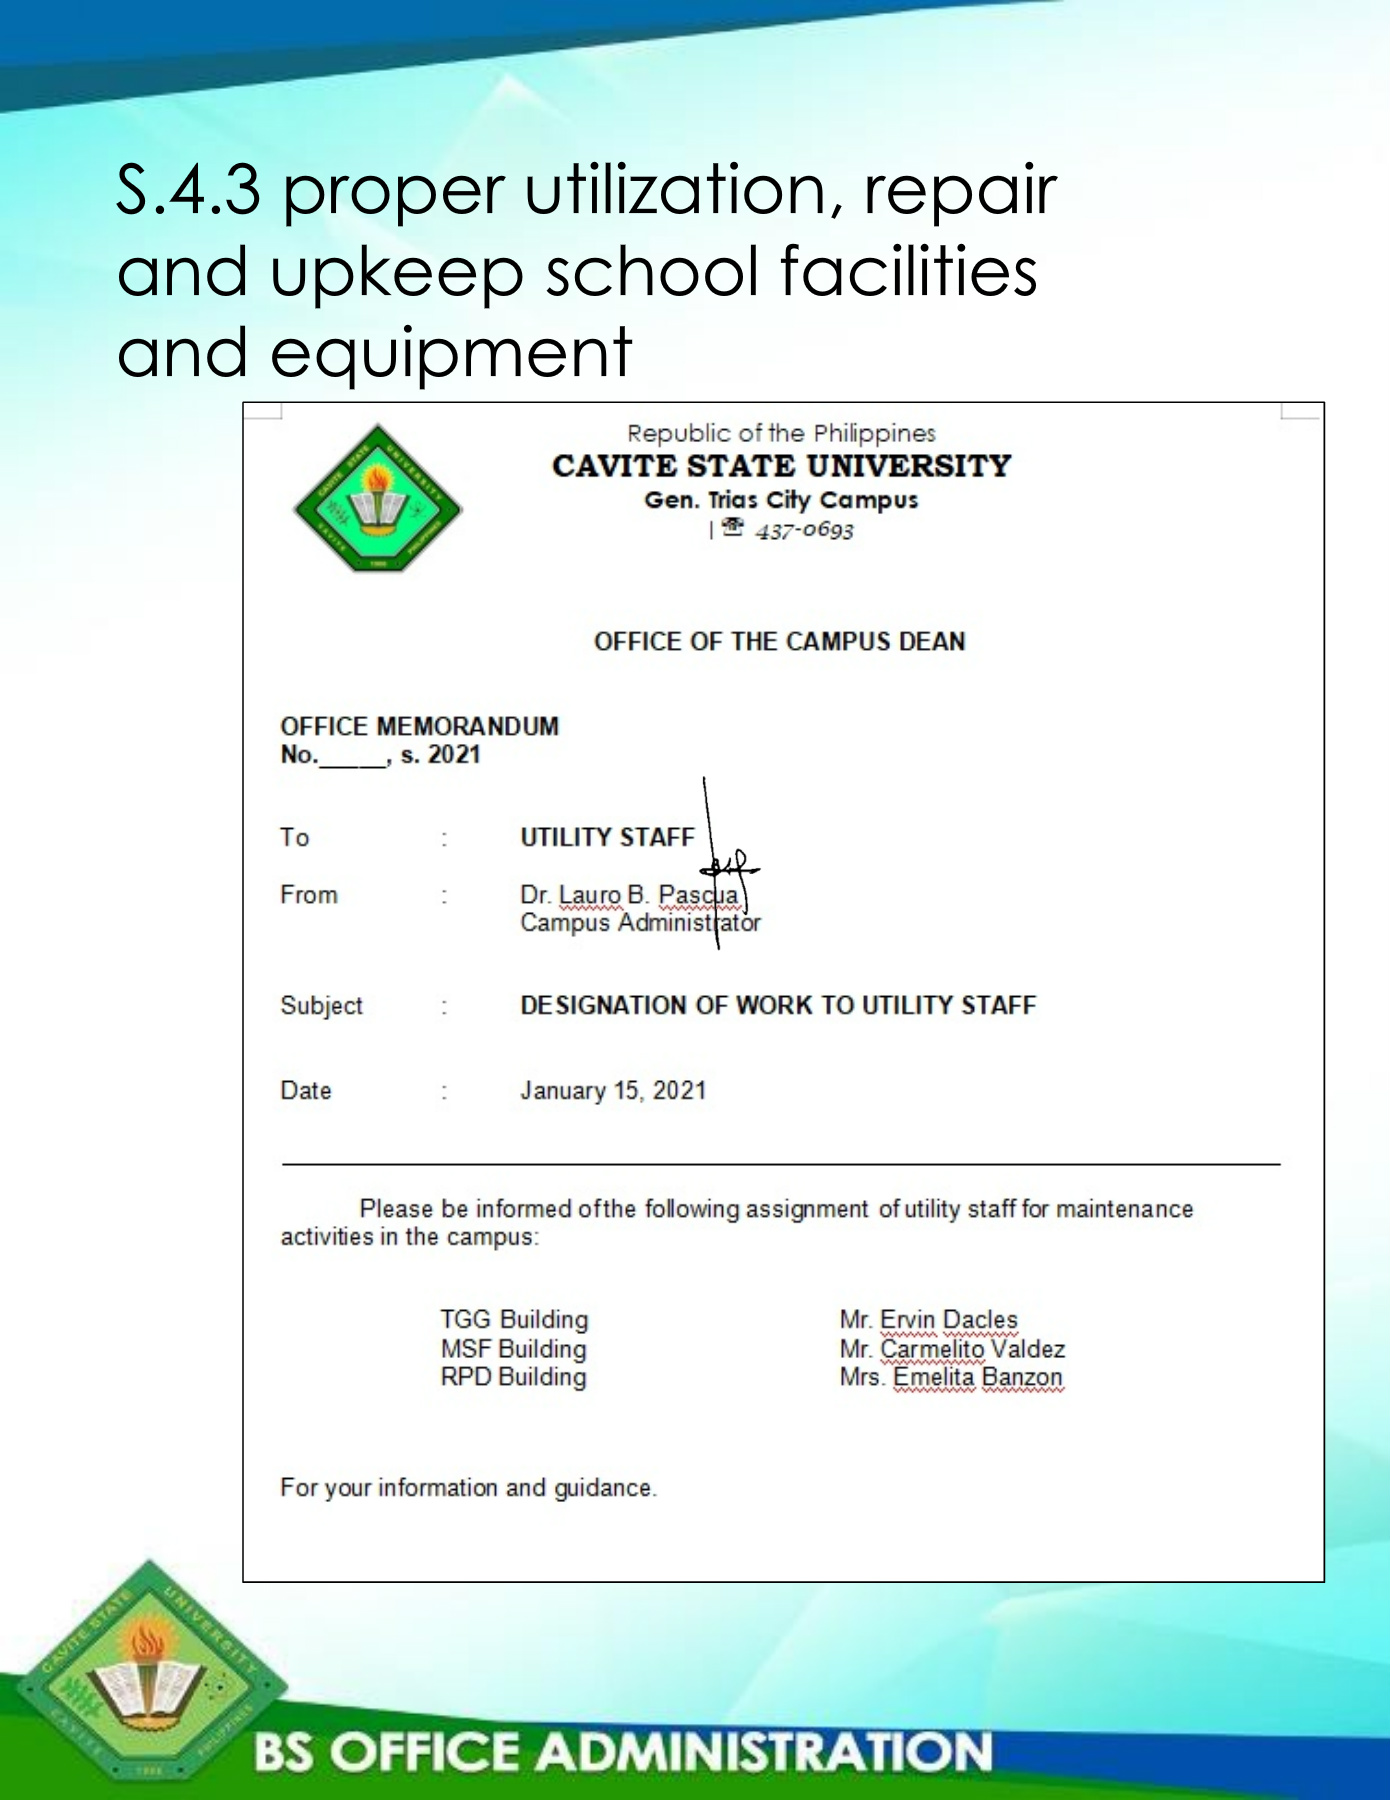 S.4.3 proper utilization, repair
and upkeep school facilities
and equipment
Republic of the Philippines
CAVITE STATE UNIVERSITY
Gen. Trias City Campus
| ☎ 437-0693
CAVITE STATE UNIVERSITY
CAVITE PHILIPPINES
1906
OFFICE OF THE CAMPUS DEAN
OFFICE MEMORANDUM
No._____, s. 2021
To : UTILITY STAFF
From : Dr. Lauro B. Pascua
Campus Administrator
Subject : DESIGNATION OF WORK TO UTILITY STAFF
Date : January 15, 2021
Please be informed of the following assignment of utility staff for maintenance
activities in the campus:
TGG Building Mr. Ervin Dacles
MSF Building Mr. Carmelito Valdez
RPD Building Mrs. Emelita Banzon
For your information and guidance.
CAVITE STATE UNIVERSITY
CAVITE PHILIPPINES
1906
BS OFFICE ADMINISTRATION